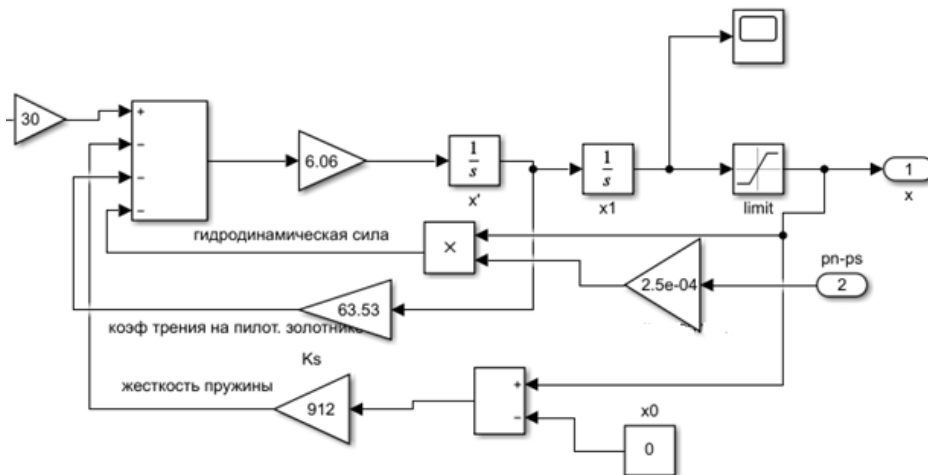 30
+
−
−
−
6.06
1
s
x'
1
s
x1
limit
1
x
гидродинамическая сила
×
2.5e-04
pn-ps
2
63.53
коэф трения на пилот. золотнике
Ks
жесткость пружины
912
+
−
x0
0